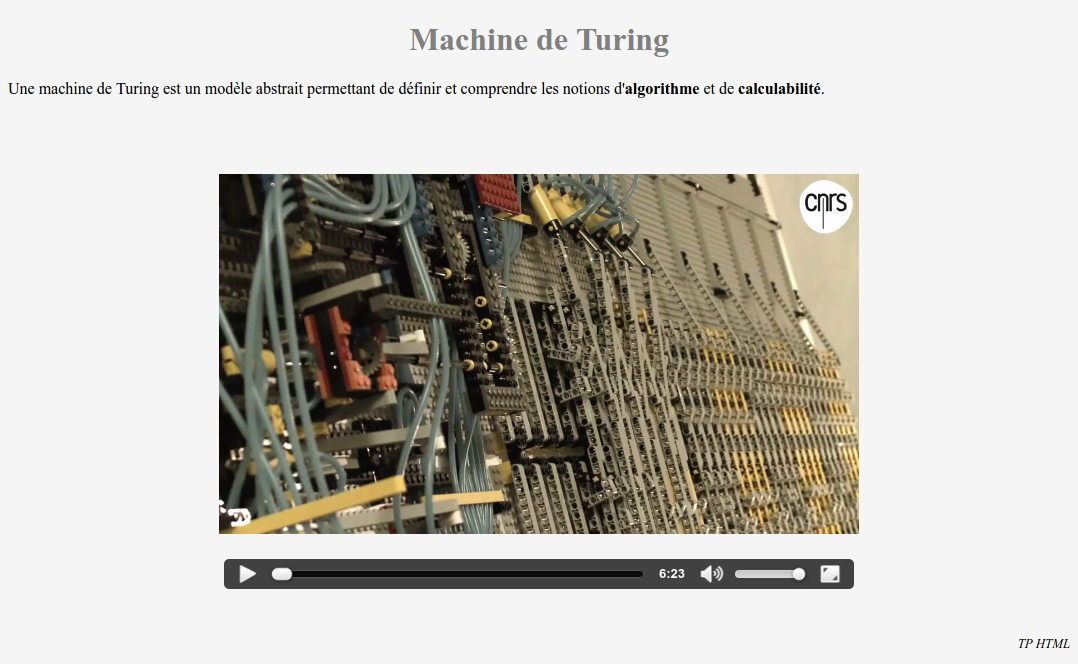 Machine de Turing
Une machine de Turing est un modèle abstrait permettant de définir et comprendre les notions d'algorithme et de calculabilité.
cnrs
6:23
TP HTML